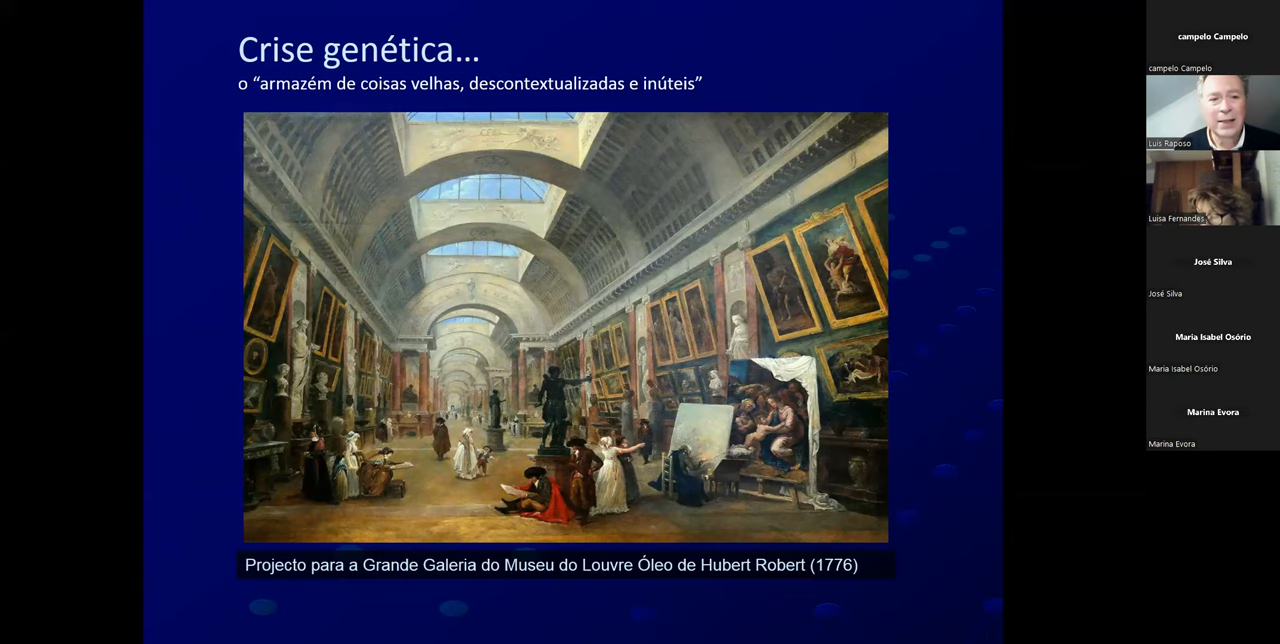 Crise genética...
o “armazém de coisas velhas, descontextualizadas e inúteis”
Projecto para a Grande Galeria do Museu do Louvre Óleo de Hubert Robert (1776)
campelo Campelo
campelo Campelo
Luis Raposo
Luisa Fernandes
José Silva
José Silva
Maria Isabel Osório
Maria Isabel Osório
Marina Evora
Marina Evora